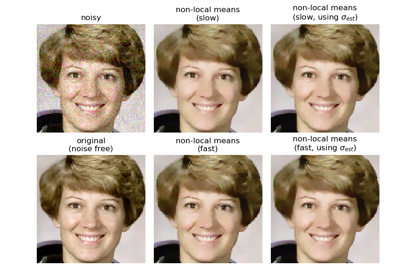 noisy
non-local means
(slow)
non-local means
(slow, using σest)
original
(noise free)
non-local means
(fast)
non-local means
(fast, using σest)